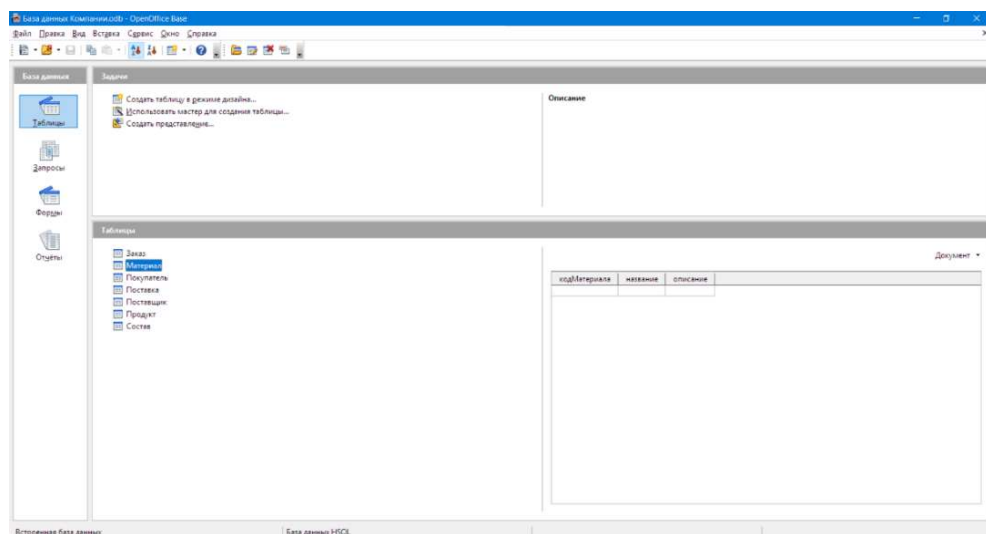 База данных Компании.odb - OpenOffice Base
Файл Правка Вид Вставка Сервис Окно Справка
База данных
Задачи
Таблицы
Запросы
Формы
Отчёты
Создать таблицу в режиме дизайна...
Использовать мастер для создания таблицы...
Создать представление...
Описание
Таблицы
Заказ
Материал
Покупатель
Поставка
Поставщик
Продукт
Состав
Документ
кодМатериала название описание
Встроенная база данных
База данных HSQL